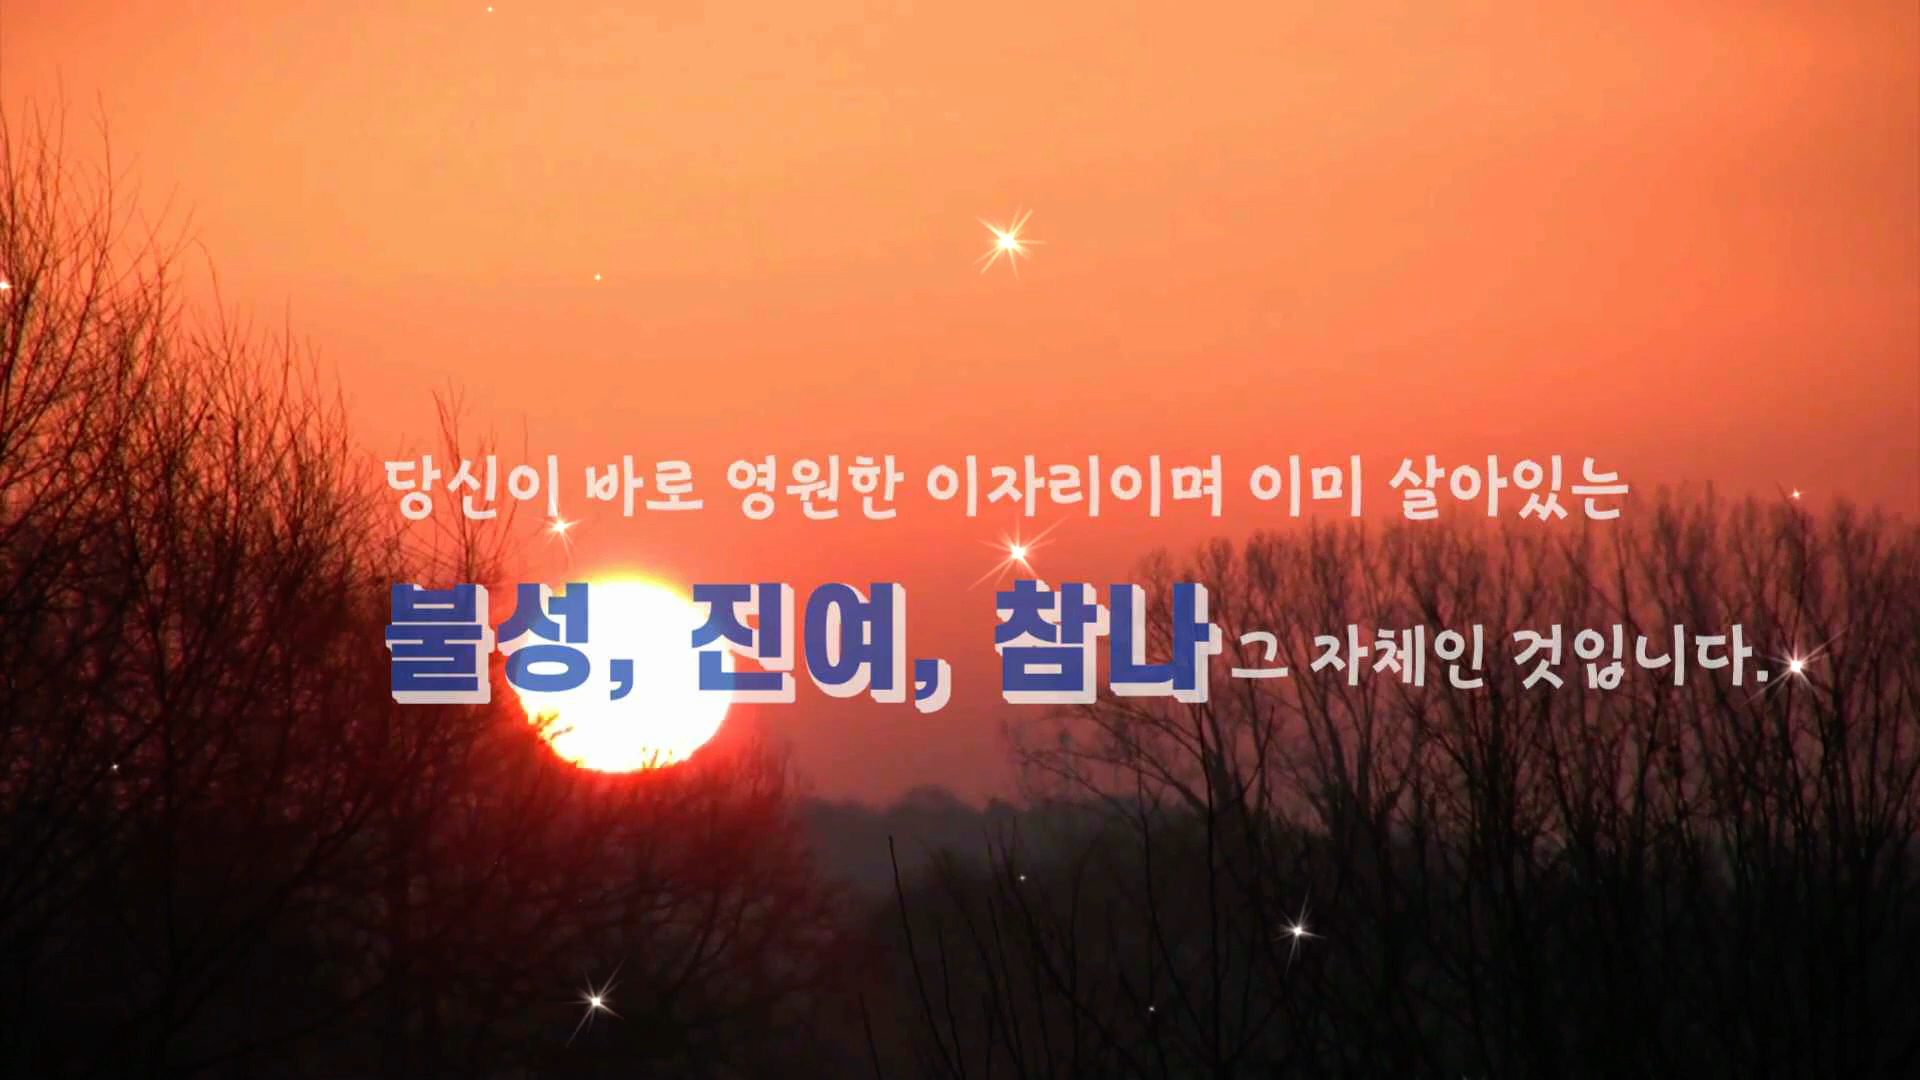 당신이 바로 영원한 이자리이며 이미 살아있는
불성, 진여, 참나 그 자체인 것입니다.